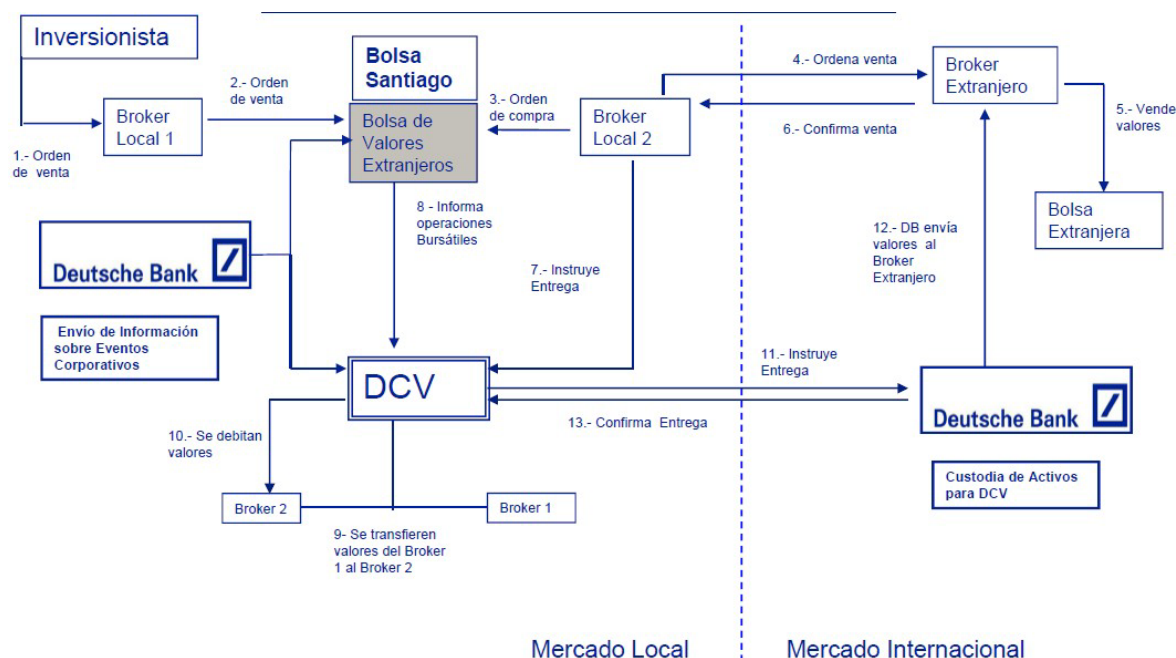 Inversionista
Bolsa
Santiago
2.- Orden
de venta
3.- Orden
de compra
4.- Ordena venta
Broker
Extranjero
Broker
Local 1
Bolsa de
Valores
Extranjeros
Broker
Local 2
6.- Confirma venta
5.- Vende
valores
1.- Orden
de venta
8 - Informa
operaciones
Bursátiles
Bolsa
Extranjera
12.- DB envía
valores al
Broker
Extranjero
Deutsche Bank
7.- Instruye
Entrega
Envío de Información
sobre Eventos
Corporativos
DCV
11.- Instruye
Entrega
13.- Confirma Entrega
Deutsche Bank
10.- Se debitan
valores
Custodia de Activos
para DCV
Broker 2
Broker 1
9- Se transfieren
valores del Broker
1 al Broker 2
Mercado Local
Mercado Internacional